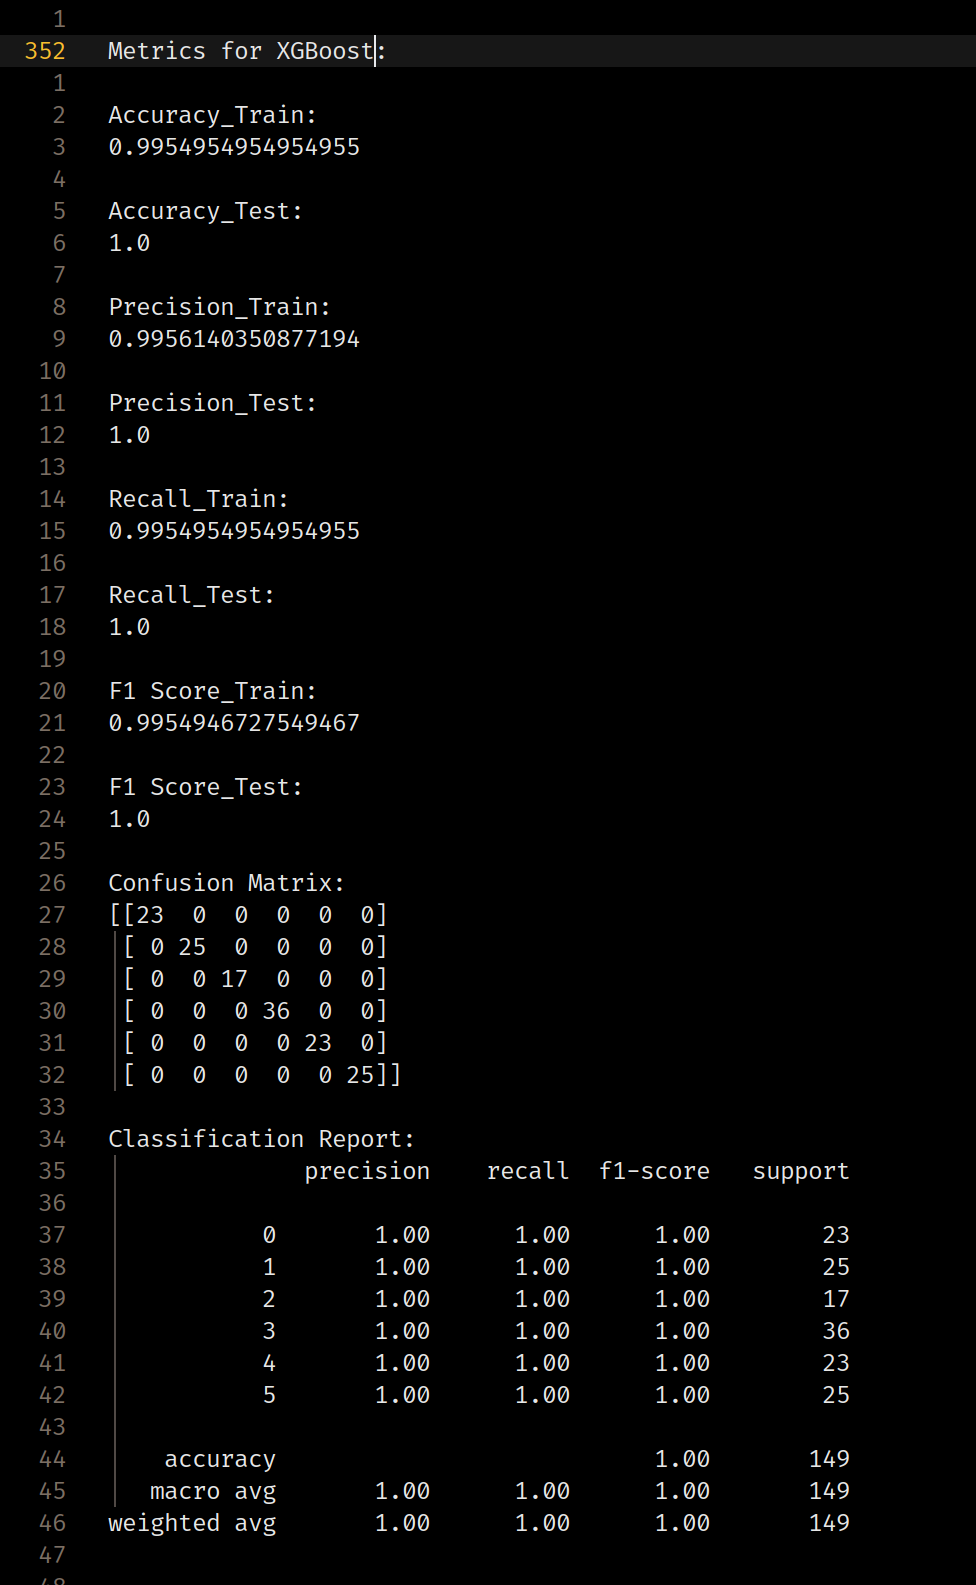 1
352 Metrics for XGBoost:
1
2 Accuracy_Train:
3 0.9954954954954955
4
5 Accuracy_Test:
6 1.0
7
8 Precision_Train:
9 0.9956140350877194
10
11 Precision_Test:
12 1.0
13
14 Recall_Train:
15 0.9954954954954955
16
17 Recall_Test:
18 1.0
19
20 F1 Score_Train:
21 0.9954946727549467
22
23 F1 Score_Test:
24 1.0
25
26 Confusion Matrix:
27 [[23  0  0  0  0  0]
28  [ 0 25  0  0  0  0]
29  [ 0  0 17  0  0  0]
30  [ 0  0  0 36  0  0]
31  [ 0  0  0  0 23  0]
32  [ 0  0  0  0  0 25]]
33
34 Classification Report:
35               precision    recall  f1-score   support
36
37            0       1.00      1.00      1.00        23
38            1       1.00      1.00      1.00        25
39            2       1.00      1.00      1.00        17
40            3       1.00      1.00      1.00        36
41            4       1.00      1.00      1.00        23
42            5       1.00      1.00      1.00        25
43
44     accuracy                           1.00       149
45    macro avg       1.00      1.00      1.00       149
46 weighted avg       1.00      1.00      1.00       149
47
48